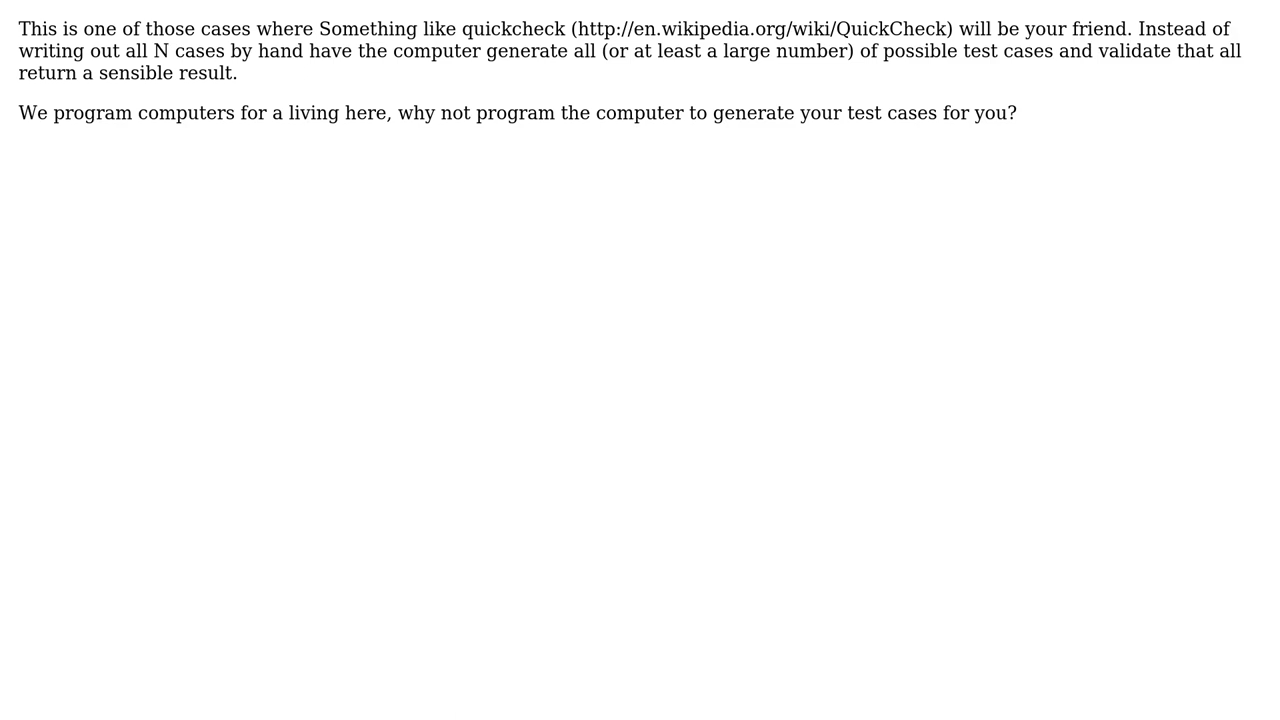 This is one of those cases where Something like quickcheck (http://en.wikipedia.org/wiki/QuickCheck) will be your friend. Instead of
writing out all N cases by hand have the computer generate all (or at least a large number) of possible test cases and validate that all
return a sensible result.
We program computers for a living here, why not program the computer to generate your test cases for you?